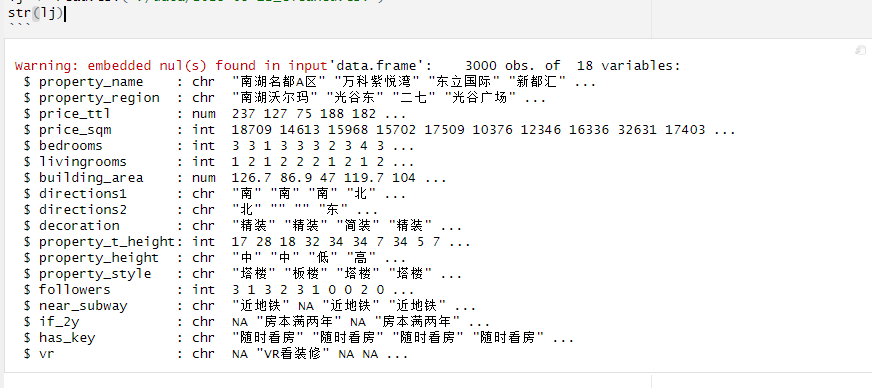 str(lj)
```
Warning: embedded nul(s) found in input'data.frame':    3000 obs. of  18 variables:
 $ property_name    : chr  "南湖名都A区" "万科紫悦湾" "东立国际" "新都汇" ...
 $ property_region  : chr  "南湖沃尔玛" "光谷东" "二七" "光谷广场" ...
 $ price_ttl        : num  237 127 75 188 182 ...
 $ price_sqm        : int  18709 14613 15968 15702 17509 10376 12346 16336 32631 17403 ...
 $ bedrooms         : int  3 3 1 3 3 3 2 3 4 3 ...
 $ livingrooms      : int  1 2 1 2 2 2 1 2 1 2 ...
 $ building_area    : num  126.7 86.9 47 119.7 104 ...
 $ directions1      : chr  "南" "南" "南" "北" ...
 $ directions2      : chr  "北" "" "" "东" ...
 $ decoration       : chr  "精装" "精装" "简装" "精装" ...
 $ property_t_height: int  17 28 18 32 34 34 7 34 5 7 ...
 $ property_height  : chr  "中" "中" "低" "高" ...
 $ property_style   : chr  "塔楼" "板楼" "塔楼" "塔楼" ...
 $ followers        : int  3 1 3 2 3 1 0 0 2 0 ...
 $ near_subway      : chr  "近地铁" NA "近地铁" "近地铁" ...
 $ if_2y            : chr  NA "房本满两年" NA "房本满两年" ...
 $ has_key          : chr  "随时看房" "随时看房" "随时看房" "随时看房" ...
 $ vr               : chr  NA "VR看装修" NA NA ...